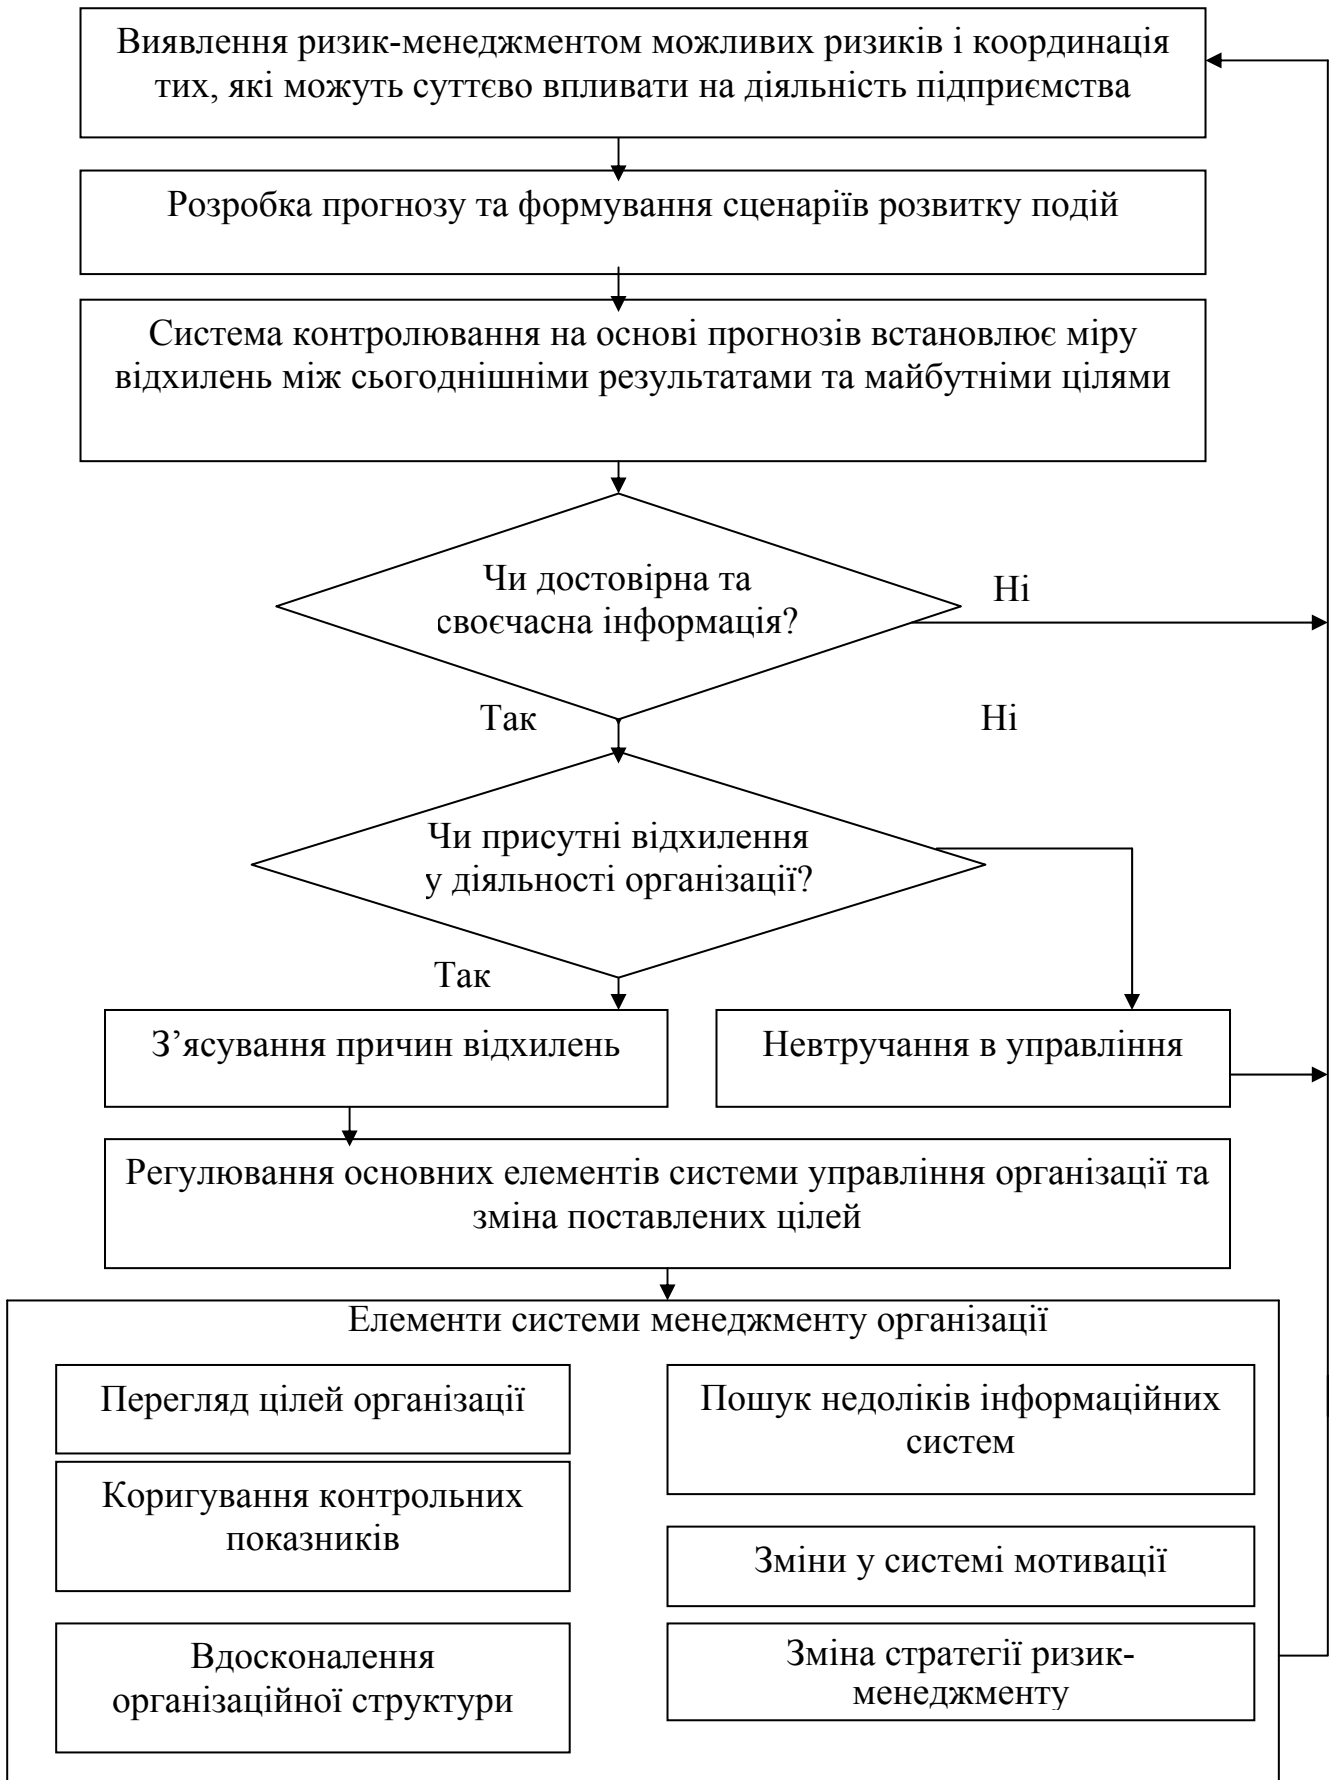 Виявлення ризик-менеджментом можливих ризиків і координація
тих, які можуть суттєво впливати на діяльність підприємства
Розробка прогнозу та формування сценаріїв розвитку подій
Система контролювання на основі прогнозів встановлює міру
відхилень між сьогоднішніми результатами та майбутніми цілями
Чи достовірна та
своєчасна інформація?
Ні
Так
Ні
Чи присутні відхилення
у діяльності організації?
Так
З’ясування причин відхилень
Невтручання в управління
Регулювання основних елементів системи управління організації та
зміна поставлених цілей
Елементи системи менеджменту організації
Перегляд цілей організації
Коригування контрольних
показників
Вдосконалення
організаційної структури
Пошук недоліків інформаційних
систем
Зміни у системі мотивації
Зміна стратегії ризик-
менеджменту